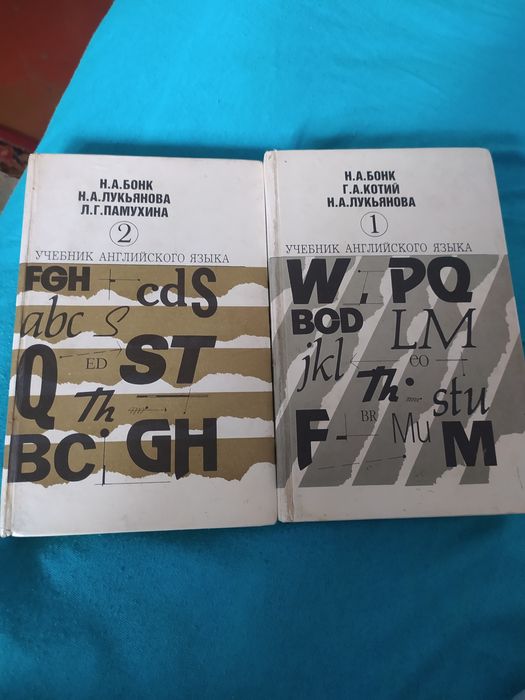 Н.А.БОНК
Н.А.ЛУКЬЯНОВА
Л.Г.ПАМУХИНА
2
УЧЕБНИК АНГЛИЙСКОГО ЯЗЫКА
FGH
cdS
abc S
Q
ED
ST
Th
BC
GH
Н.А.БОНК
Г.А.КОТИЙ
Н.А.ЛУКЬЯНОВА
1
УЧЕБНИК АНГЛИЙСКОГО ЯЗЫКА
W
PQ
BCD
LM
jkl
EO
Th
stu
BR
F
Mu
M